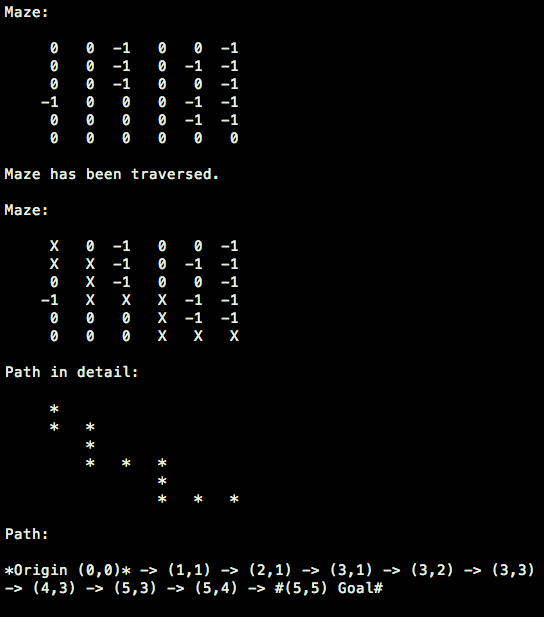 Maze:
0 0 -1 0 0 -1
0 0 -1 0 -1 -1
0 0 -1 0 0 -1
-1 0 0 0 -1 -1
0 0 0 0 -1 -1
0 0 0 0 0 0
Maze has been traversed.
Maze:
X 0 -1 0 0 -1
X X -1 0 -1 -1
0 X -1 0 0 -1
-1 X X X -1 -1
0 0 0 X -1 -1
0 0 0 X X X
Path in detail:
*
* *
*
* * *
*
* * *
Path:
*Origin (0,0)* -> (1,1) -> (2,1) -> (3,1) -> (3,2) -> (3,3)
-> (4,3) -> (5,3) -> (5,4) -> #(5,5) Goal#